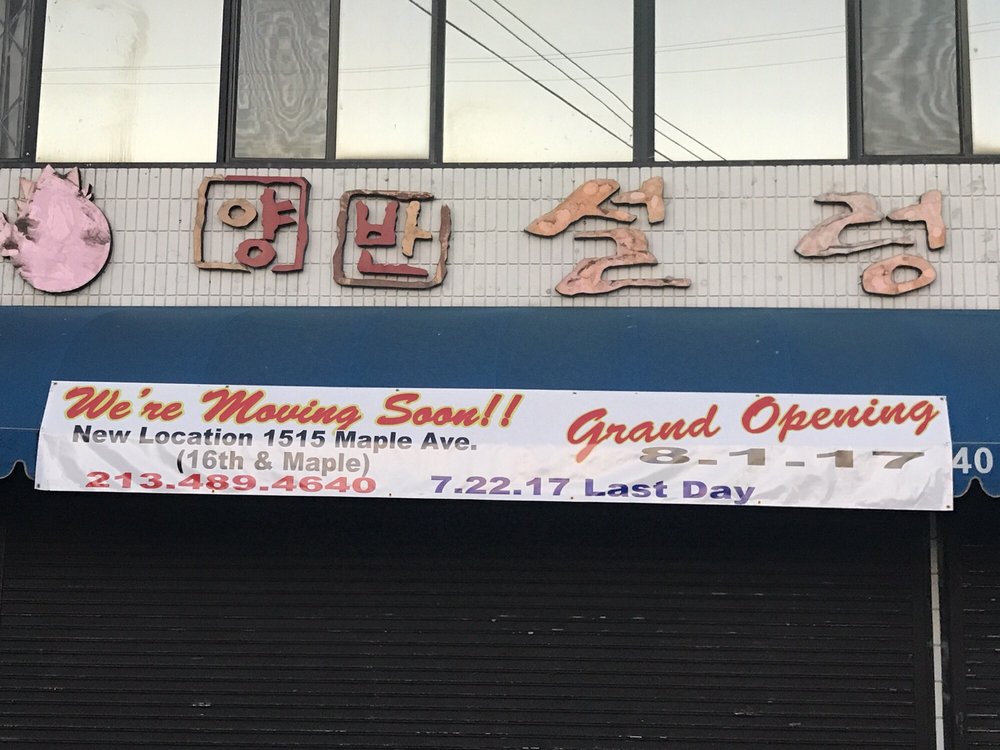 양반 설렁
We're Moving Soon!!
New Location 1515 Maple Ave.
(16th & Maple)
213.489.4640
7.22.17 Last Day
Grand Opening
8-1-17
40